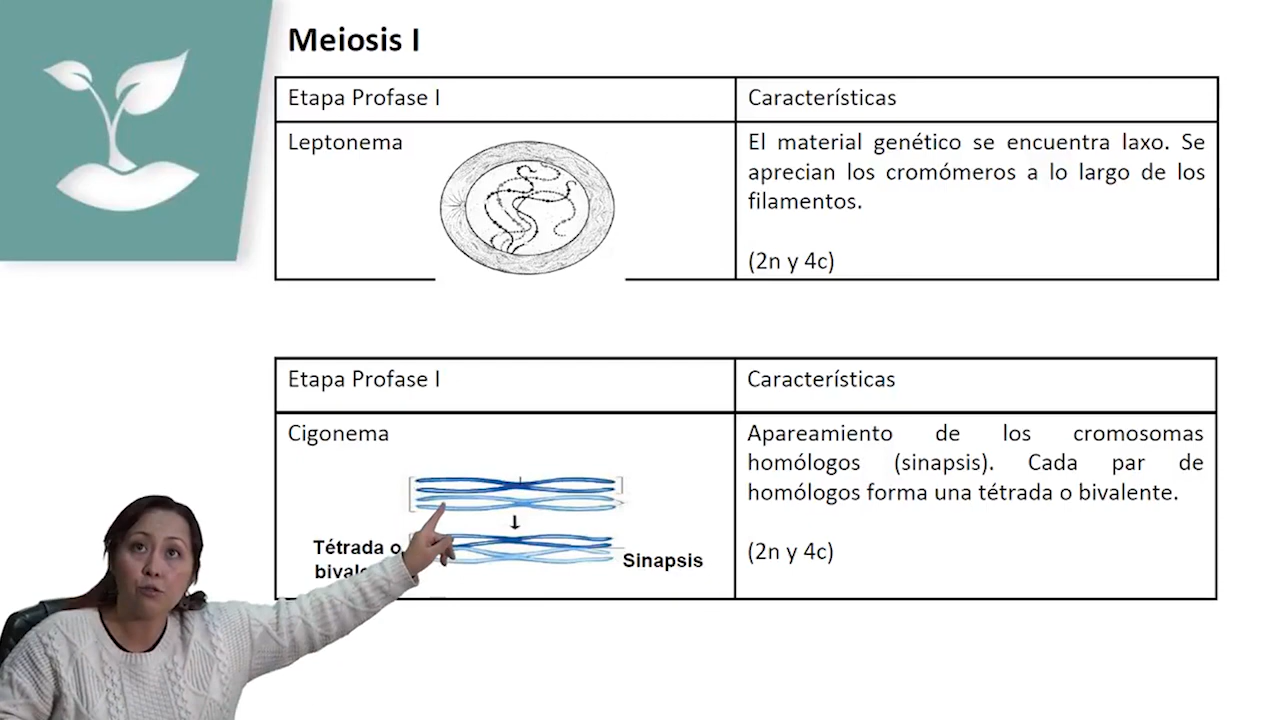 Meiosis I
Etapa Profase I
Características
Leptonema
El material genético se encuentra laxo. Se
aprecian los cromómeros a lo largo de los
filamentos.
(2n y 4c)
Etapa Profase I
Características
Cigonema
Apareamiento de los cromosomas
homólogos (sinapsis). Cada par de
homólogos forma una tétrada o bivalente.
(2n y 4c)
Tétrada o
Sinapsis